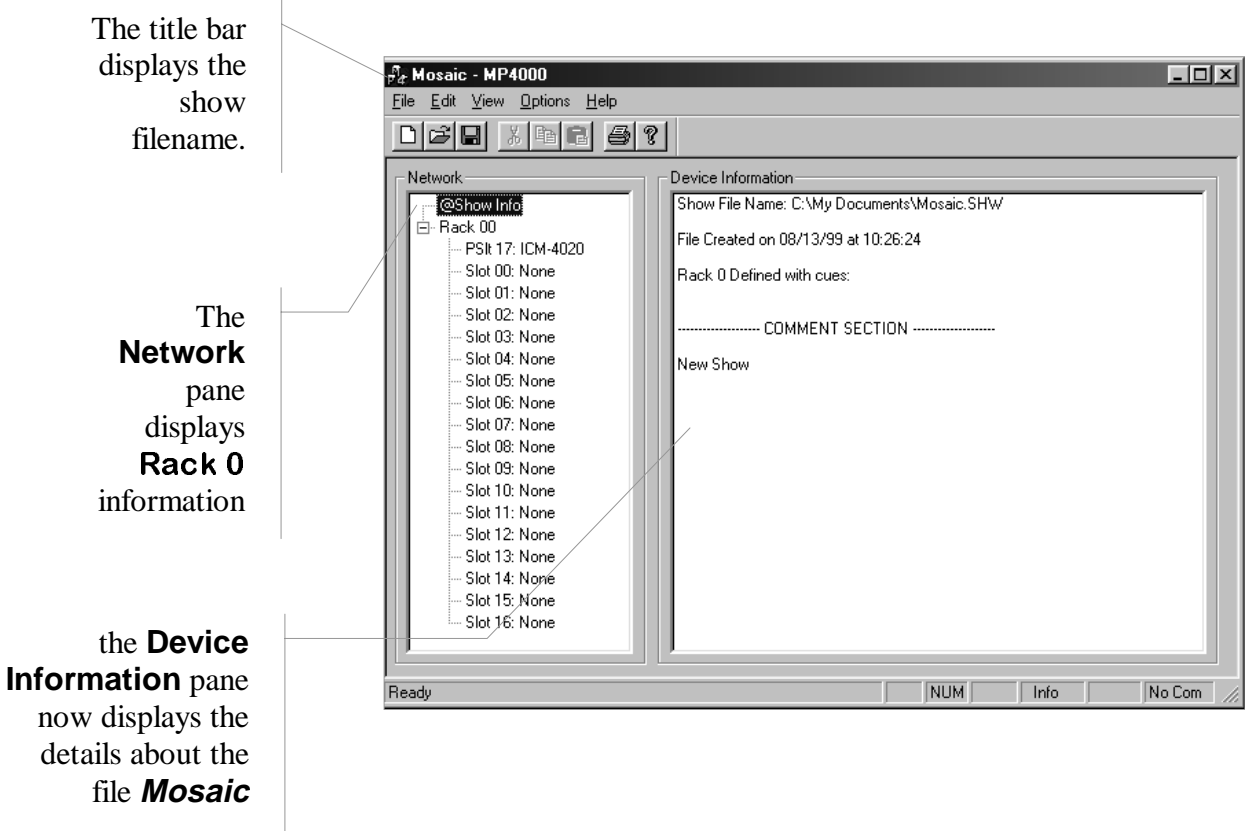 The title bar
displays the
show
filename.
The
Network
pane
displays
Rack 0
information
the Device
Information pane
now displays the
details about the
file Mosaic
Mosaic - MP4000
File Edit View Options Help
Network
@Show Info
Rack 00
PSlt 17: ICM-4020
Slot 00: None
Slot 01: None
Slot 02: None
Slot 03: None
Slot 04: None
Slot 05: None
Slot 06: None
Slot 07: None
Slot 08: None
Slot 09: None
Slot 10: None
Slot 11: None
Slot 12: None
Slot 13: None
Slot 14: None
Slot 15: None
Slot 16: None
Device Information
Show File Name: C:\My Documents\Mosaic.SHW
File Created on 08/13/99 at 10:26:24
Rack 0 Defined with cues:
-------------------- COMMENT SECTION --------------------
New Show
Ready NUM Info No Com